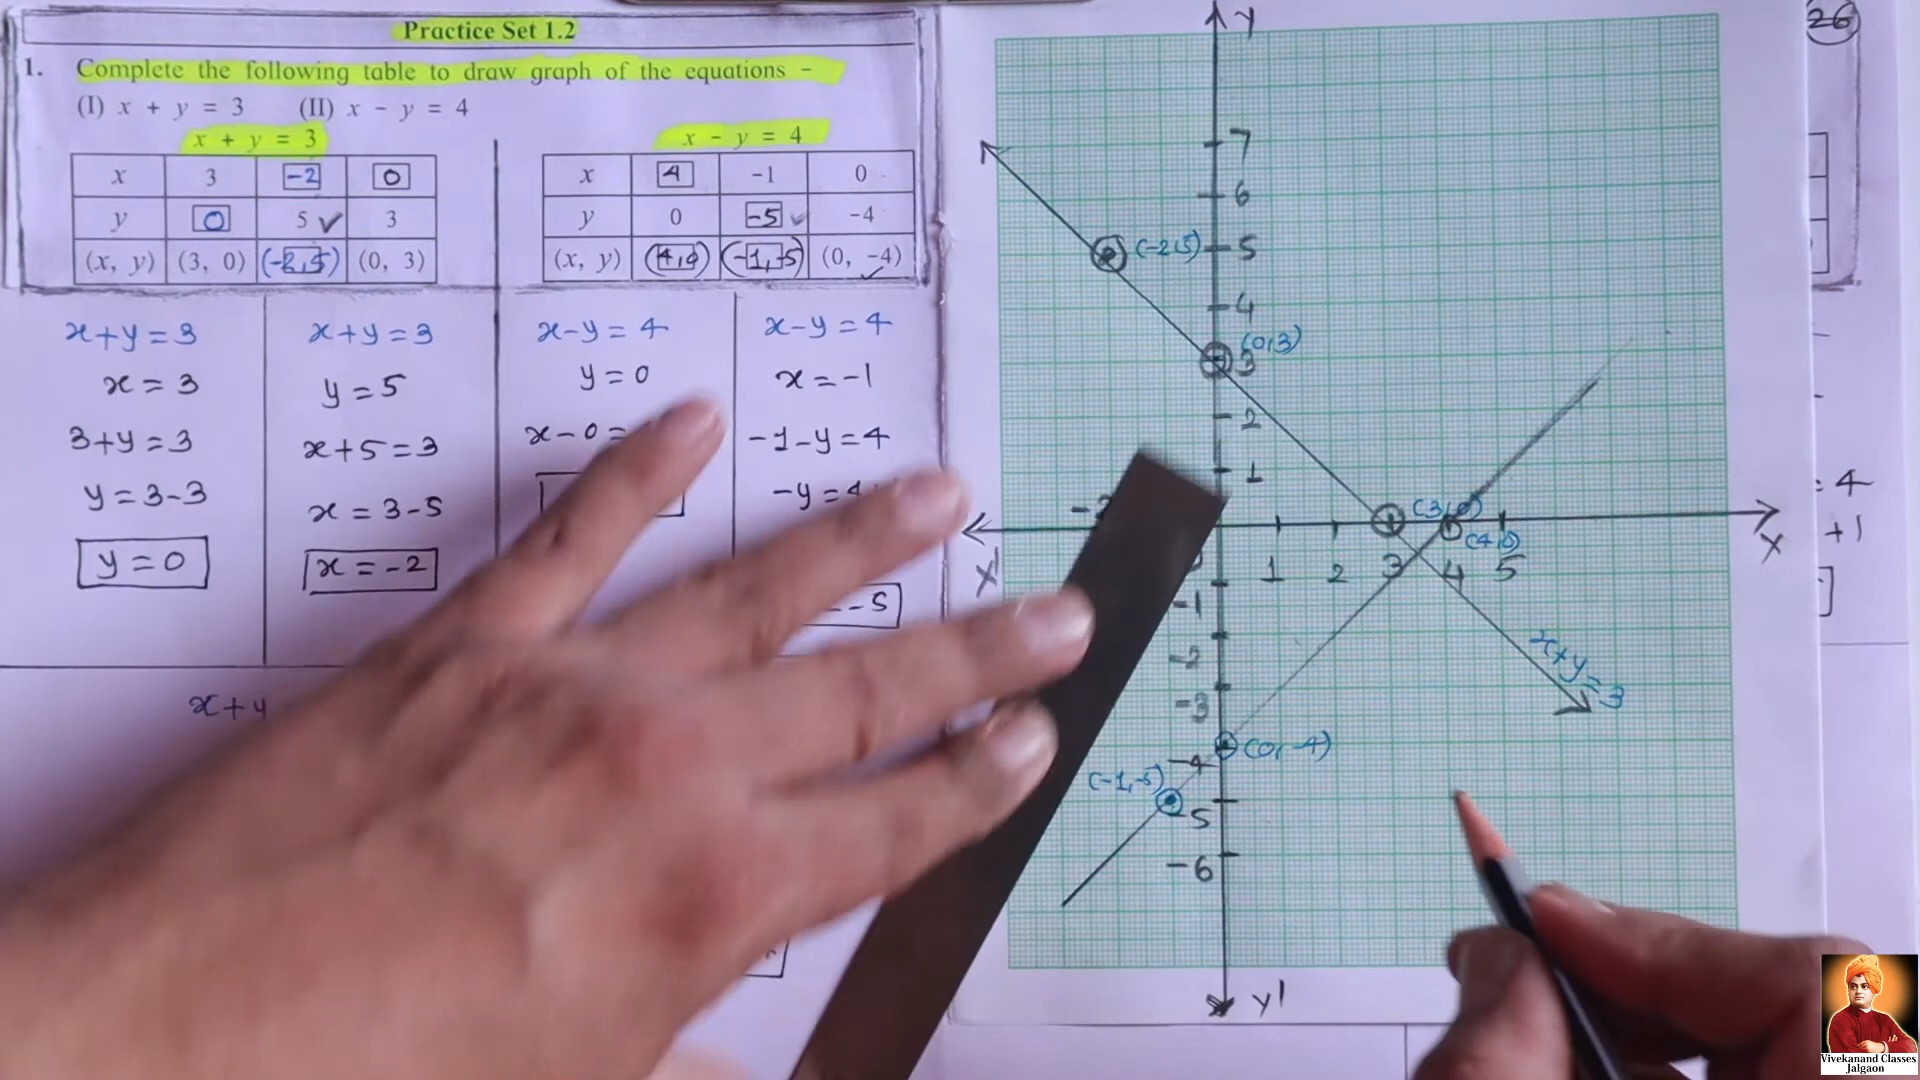 Practice Set 1.2
1. Complete the following table to draw graph of the equations -
(I) x + y = 3 (II) x - y = 4
x + y = 3
x 3 -2 0
y 0 5 ✓ 3
(x, y) (3, 0) (-2,5) (0, 3)
x - y = 4
x 4 -1 0
y 0 -5 ✓ -4
(x, y) (4,0) (-1,-5) (0, -4) ✓
x+y=3
x=3
3+y=3
y=3-3
y=0
x+y=3
y=5
x+5=3
x=3-5
x=-2
x-y=4
y=0
x-0=
x-y=4
x=-1
-1-y=4
-y=4
-5
x+y
Y
7
6
(-2,5) 5
4
(0,3)
3
2
1
(3,0)
X' 1 2 3 4 5 X
(4,0)
-1
-2
x+y=3
-3
(0,-4)
-4
(-1,-5)
-5
-6
y'
26
=4
+1
Vivekanand Classes
Jalgaon